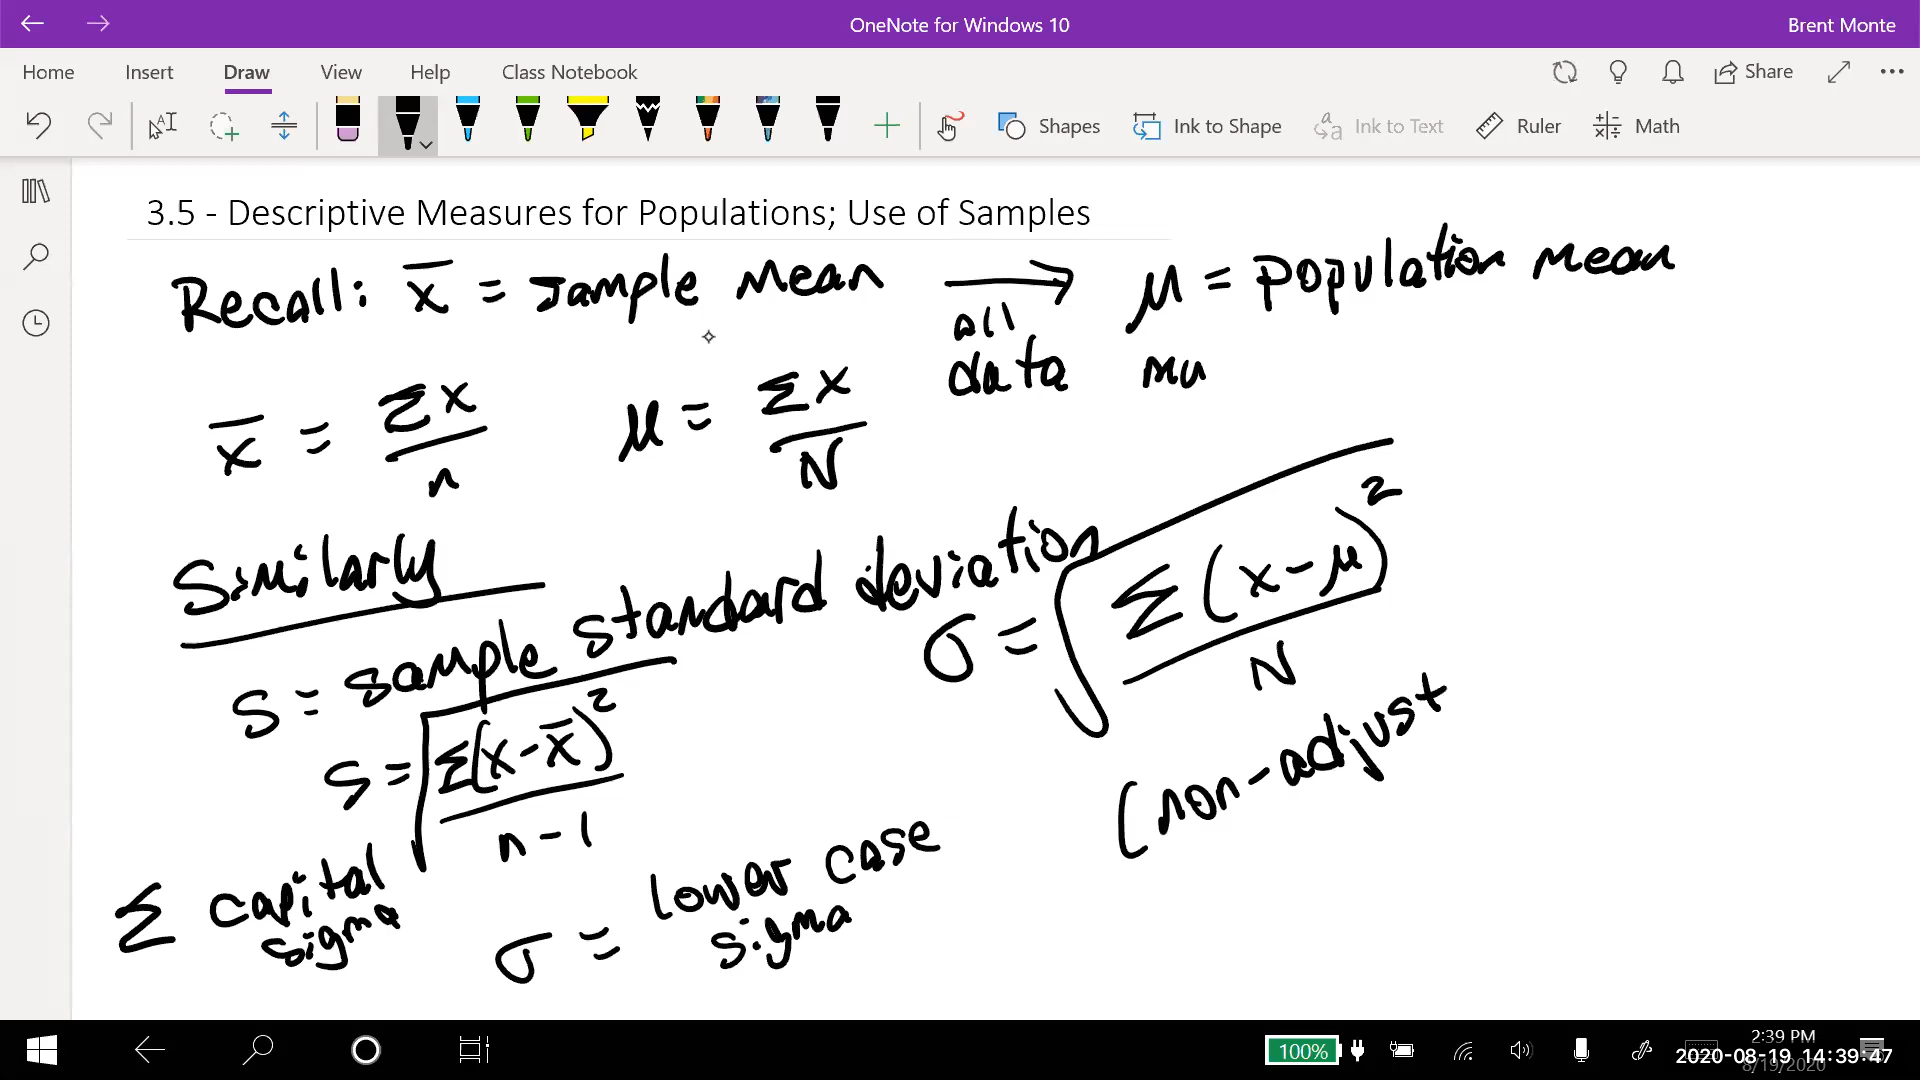 OneNote for Windows 10
Brent Monte
Home Insert Draw View Help Class Notebook
Share
Shapes Ink to Shape Ink to Text Ruler Math
3.5 - Descriptive Measures for Populations; Use of Samples
Recall: x̄ = sample mean → all data μ = population mean
mu
x̄ = Σx / n    μ = Σx / N
Similarly
s = sample standard deviation
σ = √(Σ(x-μ)² / N)
s = √(Σ(x-x̄)² / n-1)
(non-adjust
Σ capital sigma
σ = lower case sigma
100%
2:39 PM
2020-08-19 14:39:47
8/19/2020